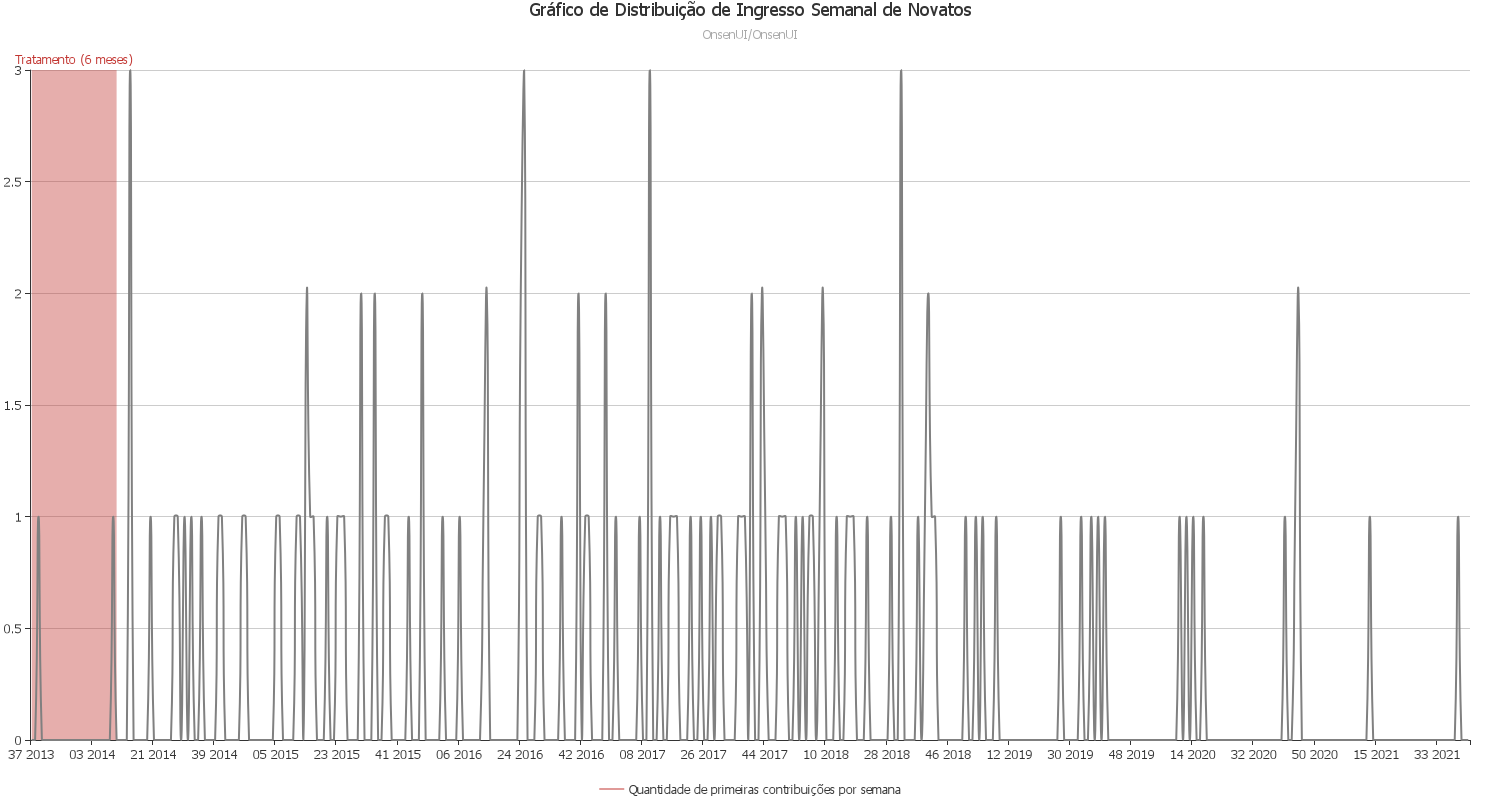 Gráfico de Distribuição de Ingresso Semanal de Novatos
OnsenUI/OnsenUI
Tratamento (6 meses)
3
2.5
2
1.5
1
0.5
0
37 2013 03 2014 21 2014 39 2014 05 2015 23 2015 41 2015 06 2016 24 2016 42 2016 08 2017 26 2017 44 2017 10 2018 28 2018 46 2018 12 2019 30 2019 48 2019 14 2020 32 2020 50 2020 15 2021 33 2021
Quantidade de primeiras contribuições por semana